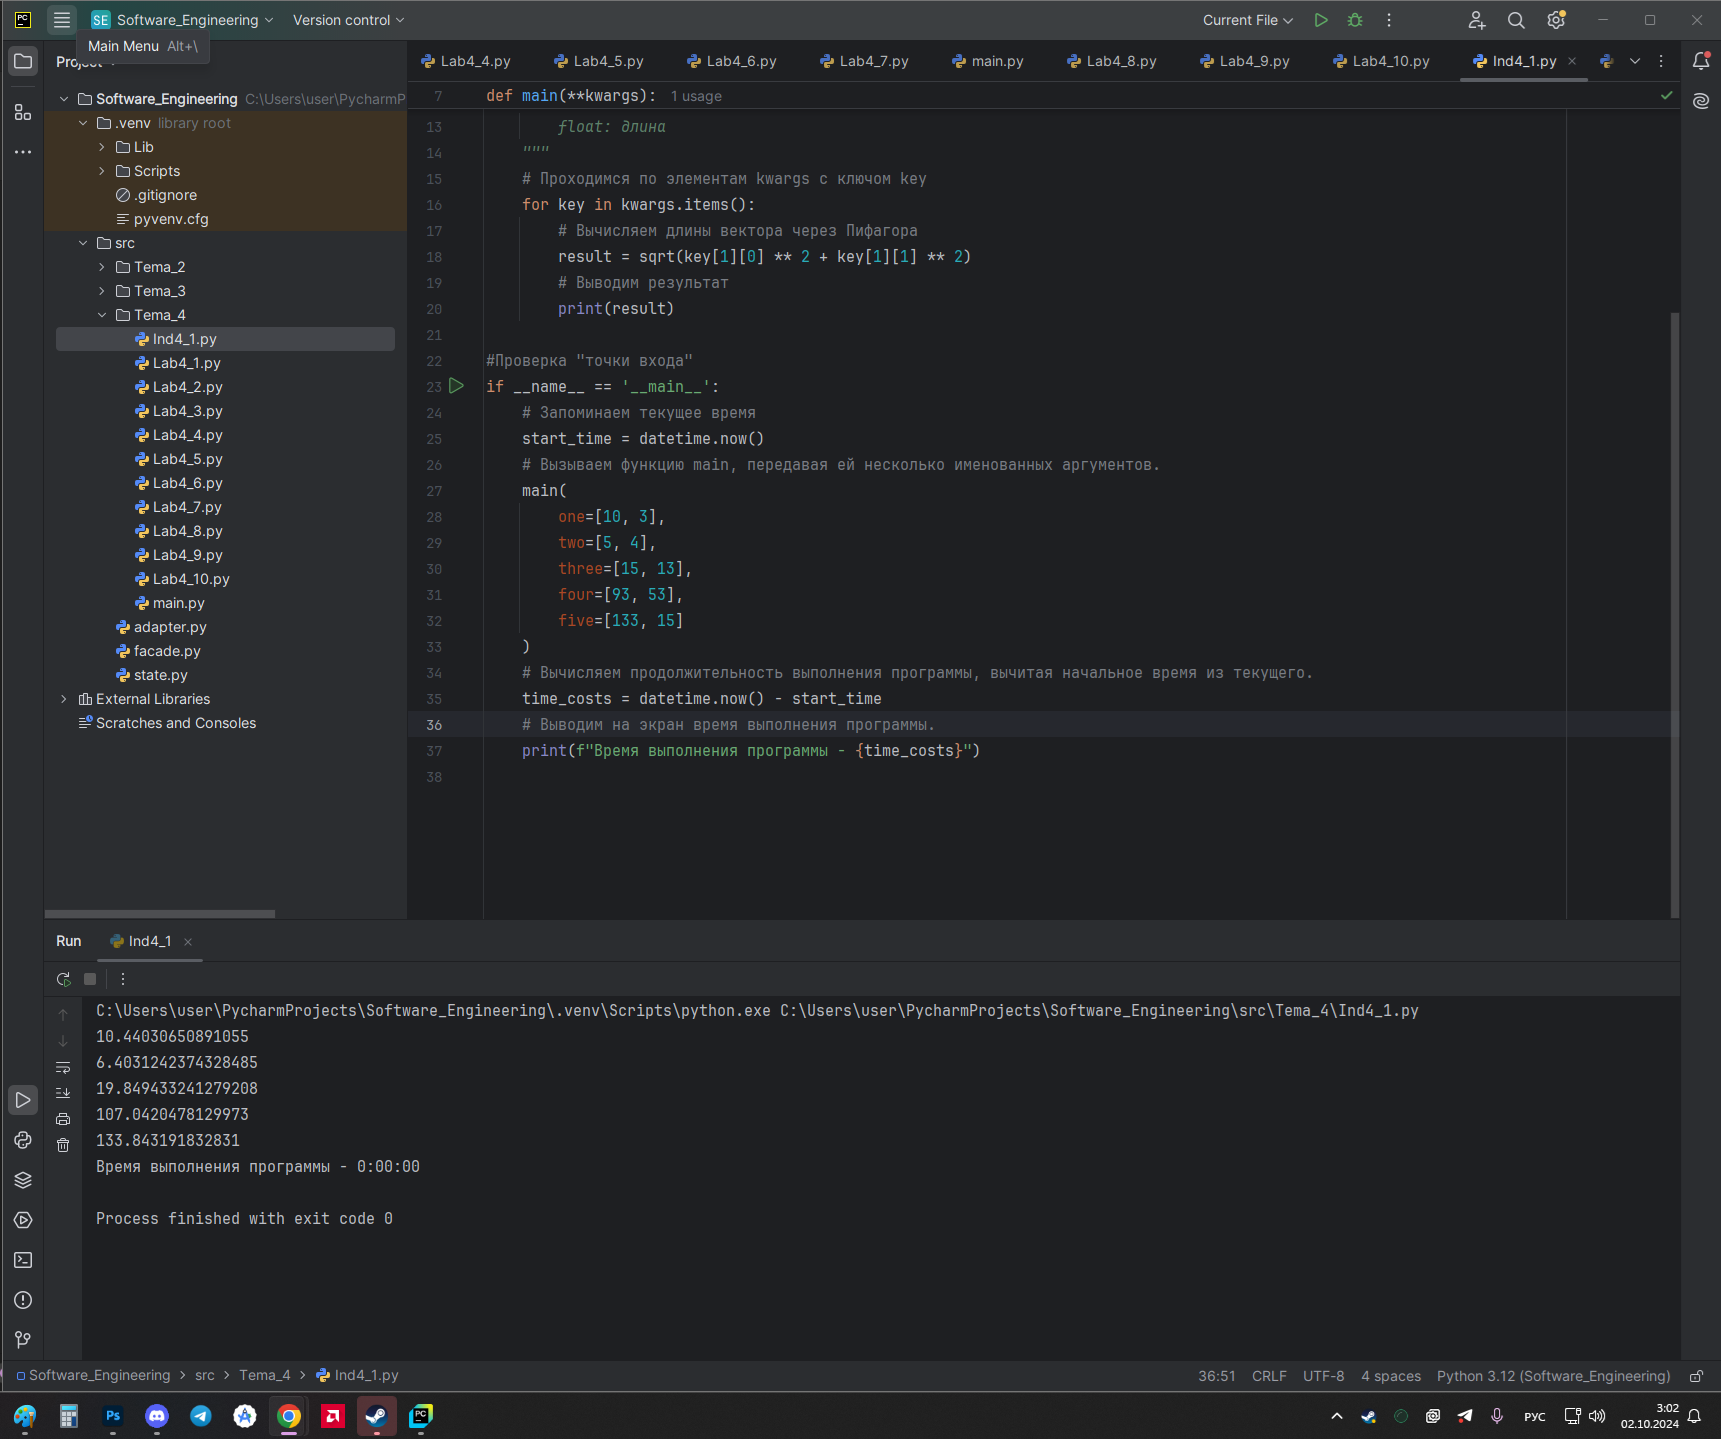 SE Software_Engineering Version control Current File
Main Menu Alt+\
Project
Software_Engineering C:\Users\user\PycharmP
.venv library root
Lib
Scripts
.gitignore
pyvenv.cfg
src
Tema_2
Tema_3
Tema_4
Ind4_1.py
Lab4_1.py
Lab4_2.py
Lab4_3.py
Lab4_4.py
Lab4_5.py
Lab4_6.py
Lab4_7.py
Lab4_8.py
Lab4_9.py
Lab4_10.py
main.py
adapter.py
facade.py
state.py
External Libraries
Scratches and Consoles
Lab4_4.py Lab4_5.py Lab4_6.py Lab4_7.py main.py Lab4_8.py Lab4_9.py Lab4_10.py Ind4_1.py
7 def main(**kwargs): 1 usage
13 float: длина
14 """
15 # Проходимся по элементам kwargs с ключом key
16 for key in kwargs.items():
17 # Вычисляем длины вектора через Пифагора
18 result = sqrt(key[1][0] ** 2 + key[1][1] ** 2)
19 # Выводим результат
20 print(result)
21
22 #Проверка "точки входа"
23 if __name__ == '__main__':
24 # Запоминаем текущее время
25 start_time = datetime.now()
26 # Вызываем функцию main, передавая ей несколько именованных аргументов.
27 main(
28 one=[10, 3],
29 two=[5, 4],
30 three=[15, 13],
31 four=[93, 53],
32 five=[133, 15]
33 )
34 # Вычисляем продолжительность выполнения программы, вычитая начальное время из текущего.
35 time_costs = datetime.now() - start_time
36 # Выводим на экран время выполнения программы.
37 print(f"Время выполнения программы - {time_costs}")
38
Run Ind4_1
C:\Users\user\PycharmProjects\Software_Engineering\.venv\Scripts\python.exe C:\Users\user\PycharmProjects\Software_Engineering\src\Tema_4\Ind4_1.py
10.44030650891055
6.4031242374328485
19.849433241279208
107.0420478129973
133.843191832831
Время выполнения программы - 0:00:00
Process finished with exit code 0
Software_Engineering > src > Tema_4 > Ind4_1.py 36:51 CRLF UTF-8 4 spaces Python 3.12 (Software_Engineering)
Ps PC РУС 3:02
02.10.2024